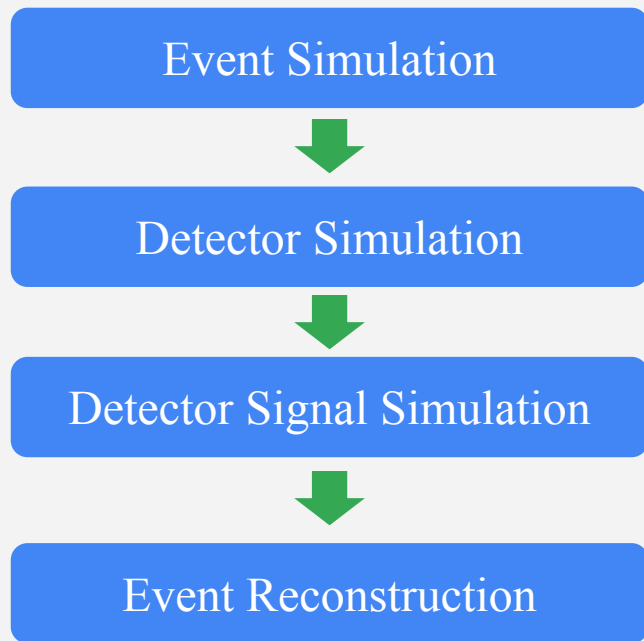 Event Simulation
Detector Simulation
Detector Signal Simulation
Event Reconstruction